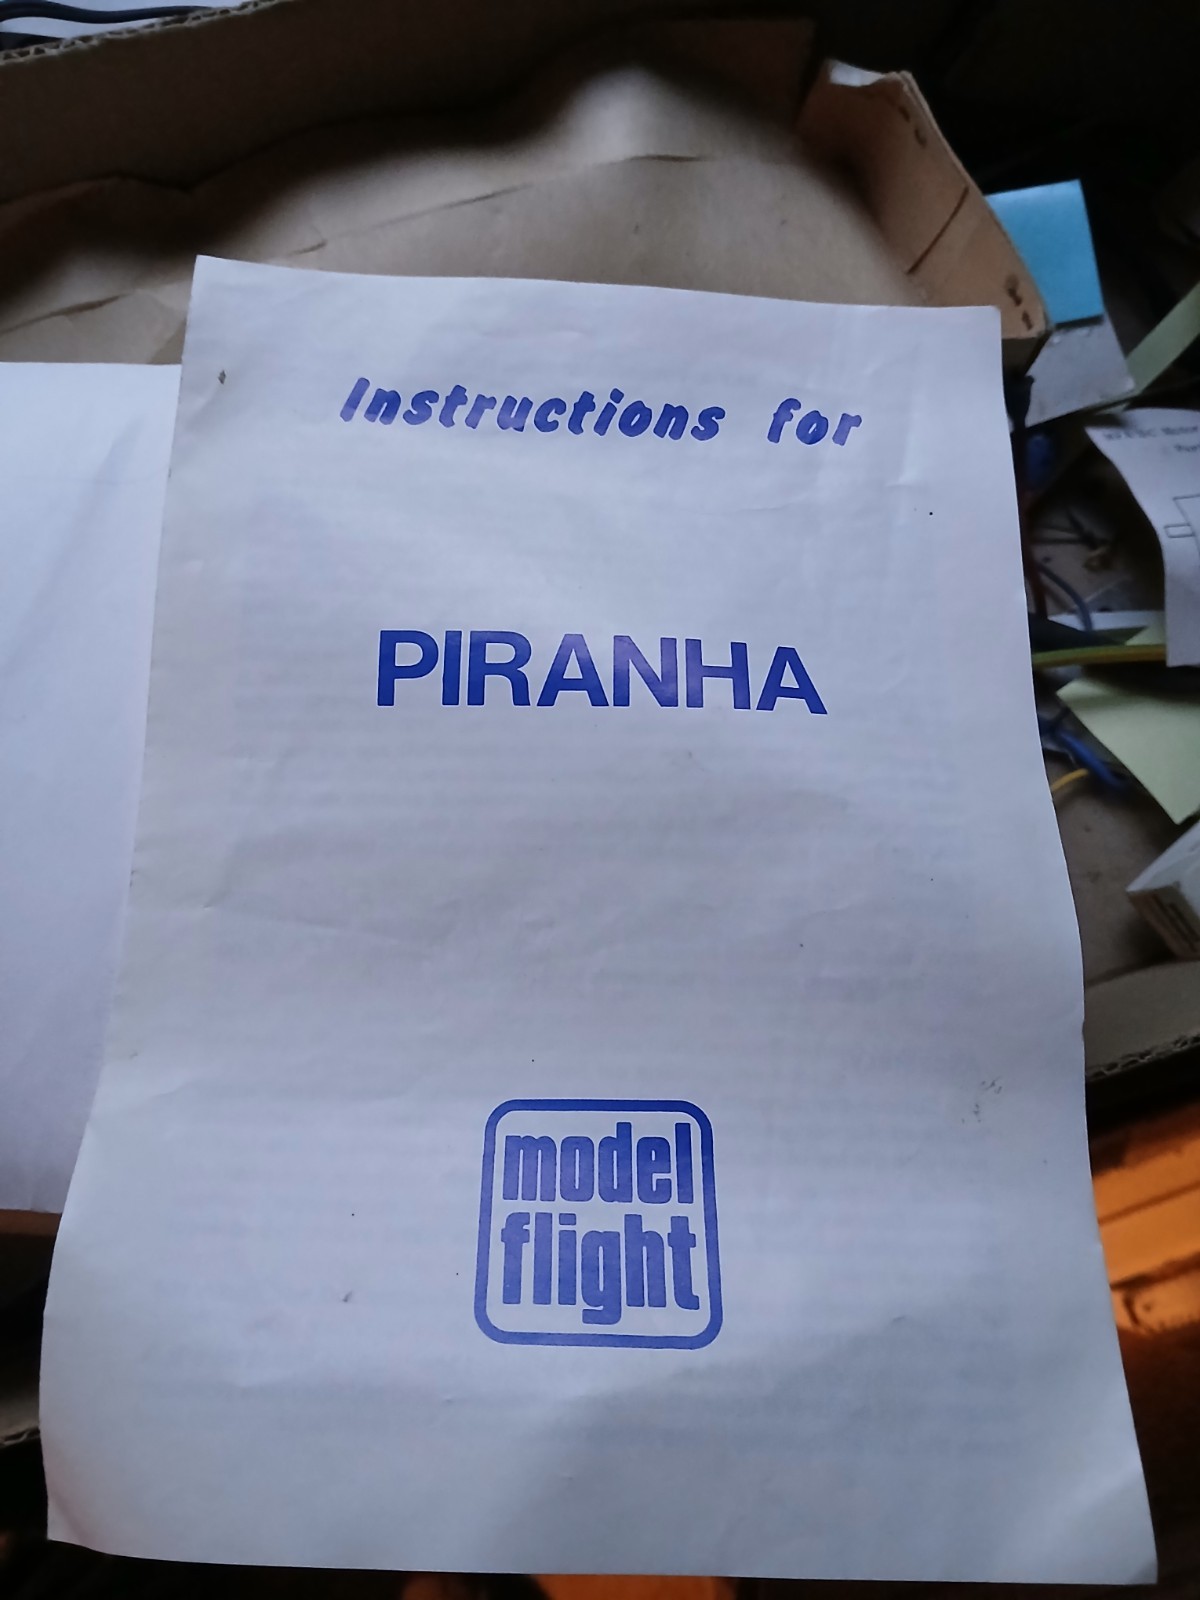 Instructions for
PIRANHA
model
flight